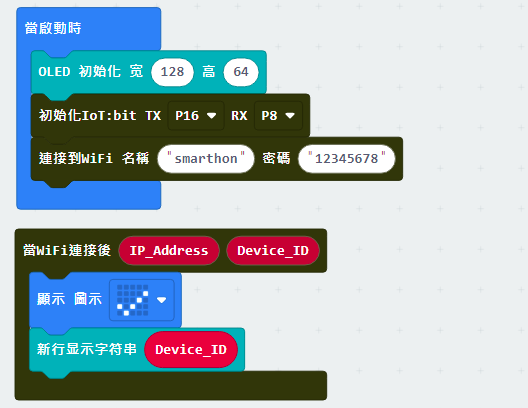 當啟動時
OLED 初始化 宽 128 高 64
初始化IoT:bit TX P16 RX P8
連接到WiFi 名稱 "smarthon" 密碼 "12345678"
當WiFi連接後 IP_Address Device_ID
顯示 圖示
新行显示字符串 Device_ID